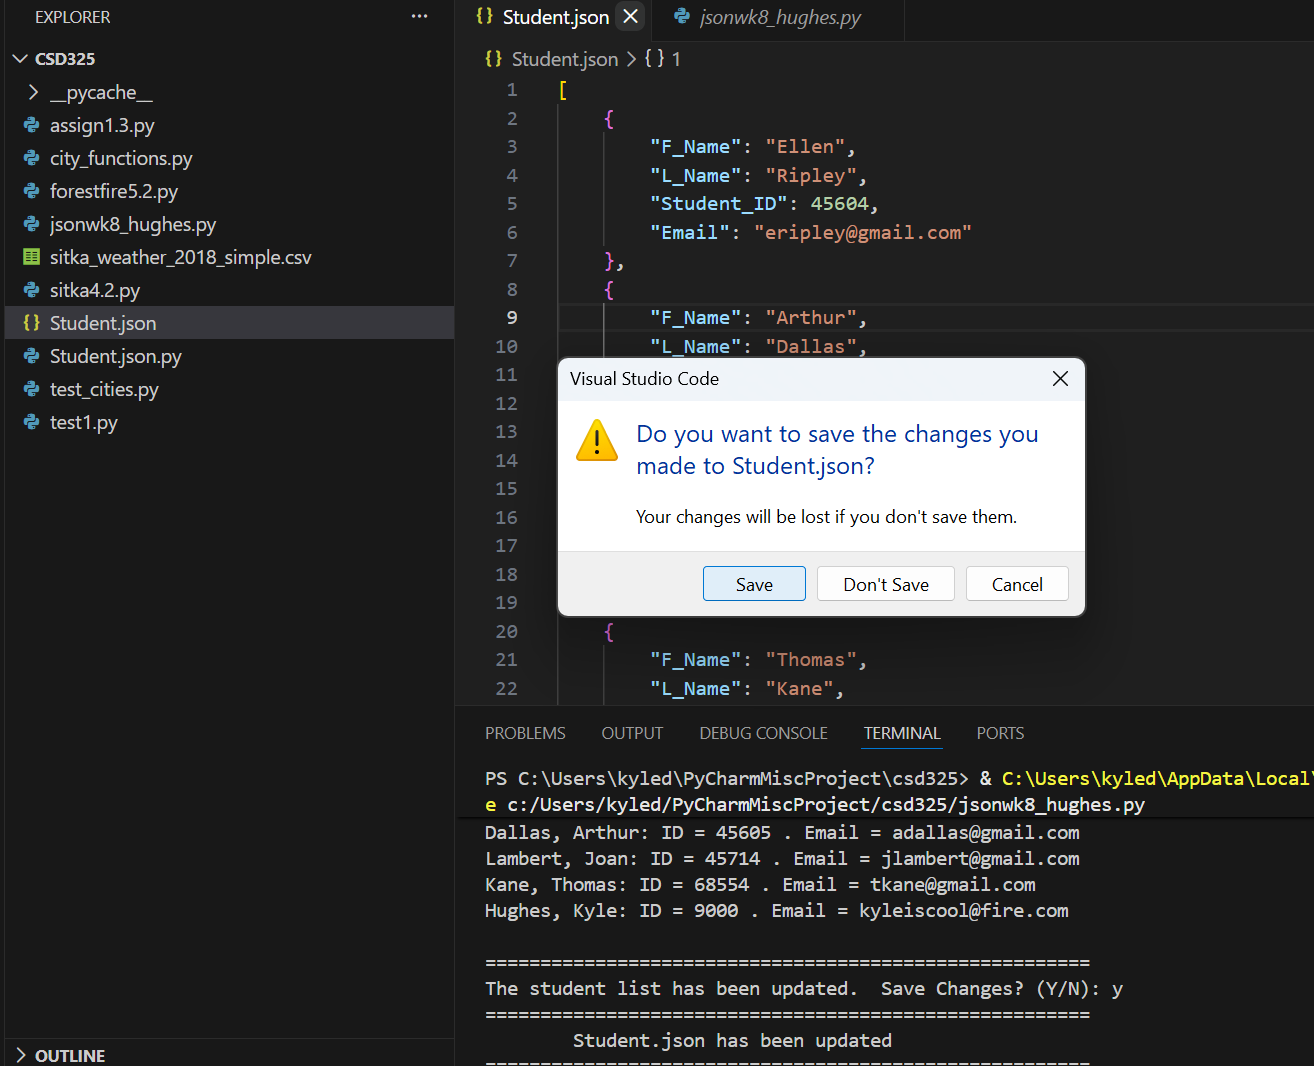 EXPLORER
CSD325
__pycache__
assign1.3.py
city_functions.py
forestfire5.2.py
jsonwk8_hughes.py
sitka_weather_2018_simple.csv
sitka4.2.py
{} Student.json
Student.json.py
test_cities.py
test1.py
OUTLINE
{} Student.json
jsonwk8_hughes.py
{} Student.json > {} 1
1 [
2 {
3 "F_Name": "Ellen",
4 "L_Name": "Ripley",
5 "Student_ID": 45604,
6 "Email": "eripley@gmail.com"
7 },
8 {
9 "F_Name": "Arthur",
10 "L_Name": "Dallas",
11
12
13
14
15
16
17
18
19
20 {
21 "F_Name": "Thomas",
22 "L_Name": "Kane",
Visual Studio Code
Do you want to save the changes you
made to Student.json?
Your changes will be lost if you don't save them.
Save Don't Save Cancel
PROBLEMS OUTPUT DEBUG CONSOLE TERMINAL PORTS
PS C:\Users\kyled\PyCharmMiscProject\csd325> & C:\Users\kyled\AppData\Local\
e c:/Users/kyled/PyCharmMiscProject/csd325/jsonwk8_hughes.py
Dallas, Arthur: ID = 45605 . Email = adallas@gmail.com
Lambert, Joan: ID = 45714 . Email = jlambert@gmail.com
Kane, Thomas: ID = 68554 . Email = tkane@gmail.com
Hughes, Kyle: ID = 9000 . Email = kyleiscool@fire.com
=======================================================
The student list has been updated.  Save Changes? (Y/N): y
=======================================================
Student.json has been updated
=======================================================